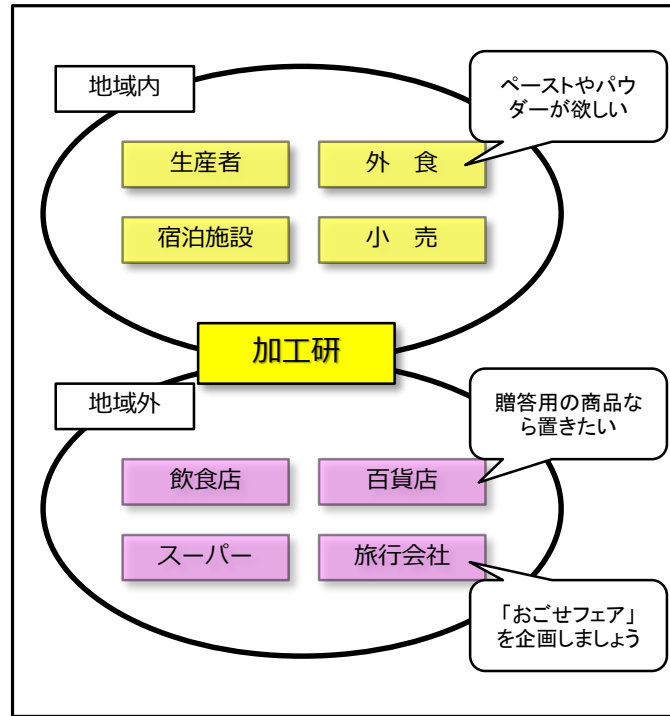 地域内
ペーストやパウ
ダーが欲しい
生産者
外 食
宿泊施設
小 売
加工研
地域外
贈答用の商品な
ら置きたい
飲食店
百貨店
スーパー
旅行会社
「おごせフェア」
を企画しましょう